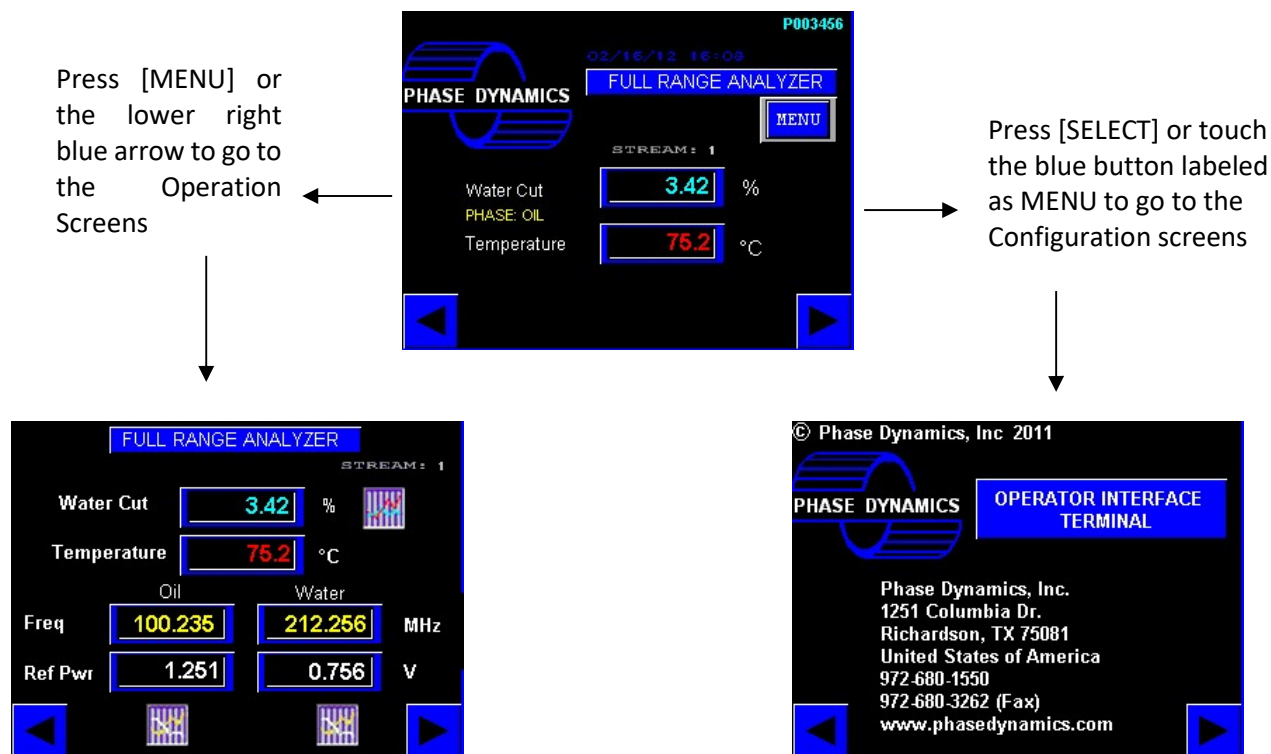 P003456
02/16/12 16:08
FULL RANGE ANALYZER
PHASE DYNAMICS
MENU
STREAM: 1
Water Cut 3.42 %
PHASE: OIL
Temperature 75.2 °C
Press [MENU] or
the lower right
blue arrow to go to
the Operation
Screens
Press [SELECT] or touch
the blue button labeled
as MENU to go to the
Configuration screens
FULL RANGE ANALYZER
STREAM: 1
Water Cut 3.42 %
Temperature 75.2 °C
Oil Water
Freq 100.235 212.256 MHz
Ref Pwr 1.251 0.756 V
© Phase Dynamics, Inc 2011
PHASE DYNAMICS
OPERATOR INTERFACE
TERMINAL
Phase Dynamics, Inc.
1251 Columbia Dr.
Richardson, TX 75081
United States of America
972-680-1550
972-680-3262 (Fax)
www.phasedynamics.com